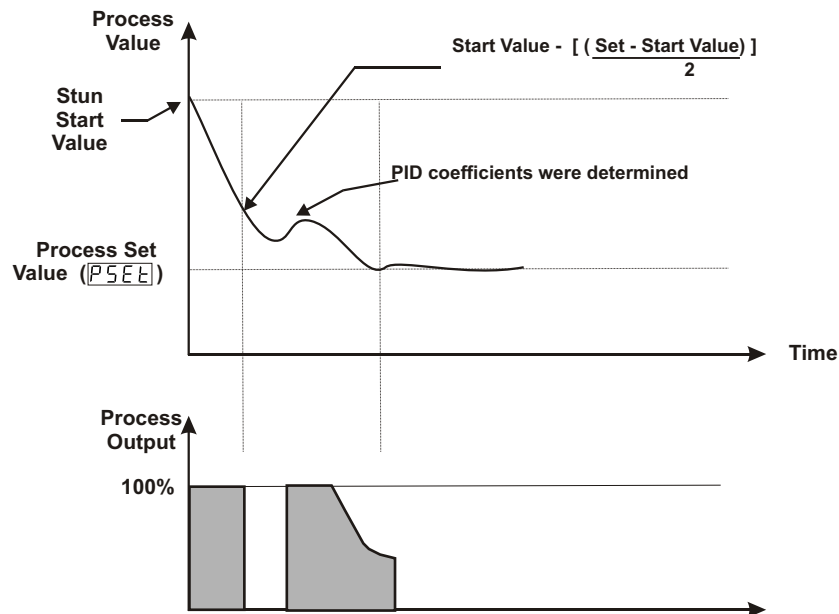 Process
Value
Start Value - [ ( Set - Start Value) ]
2
Stun
Start
Value
PID coefficients were determined
Process Set
Value (PSEt)
Time
Process
Output
100%